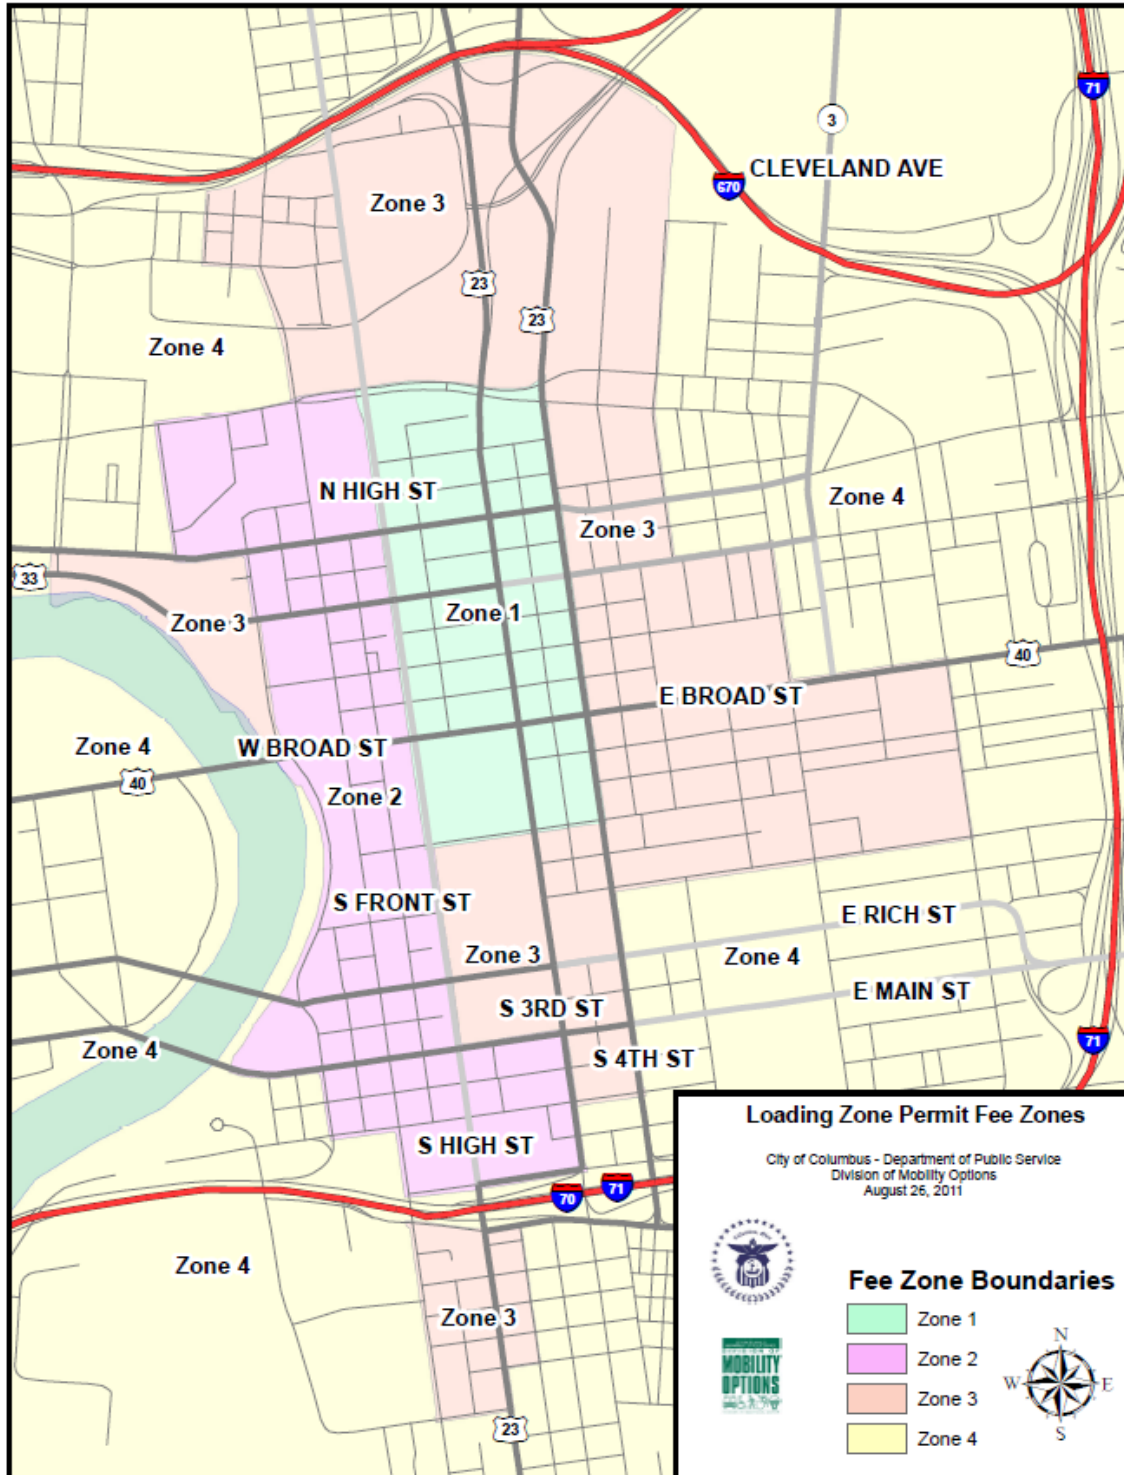 71
3
CLEVELAND AVE
670
Zone 3
23
23
Zone 4
N HIGH ST
Zone 4
Zone 3
33
Zone 3
Zone 1
40
E BROAD ST
Zone 4
W BROAD ST
40
Zone 2
S FRONT ST
E RICH ST
Zone 3
Zone 4
E MAIN ST
S 3RD ST
71
Zone 4
S 4TH ST
S HIGH ST
70
71
Zone 4
Zone 3
23
Loading Zone Permit Fee Zones
City of Columbus - Department of Public Service
Division of Mobility Options
August 26, 2011
Fee Zone Boundaries
Zone 1
Zone 2
Zone 3
Zone 4
N
W E
S
DIVISION OF
MOBILITY
OPTIONS